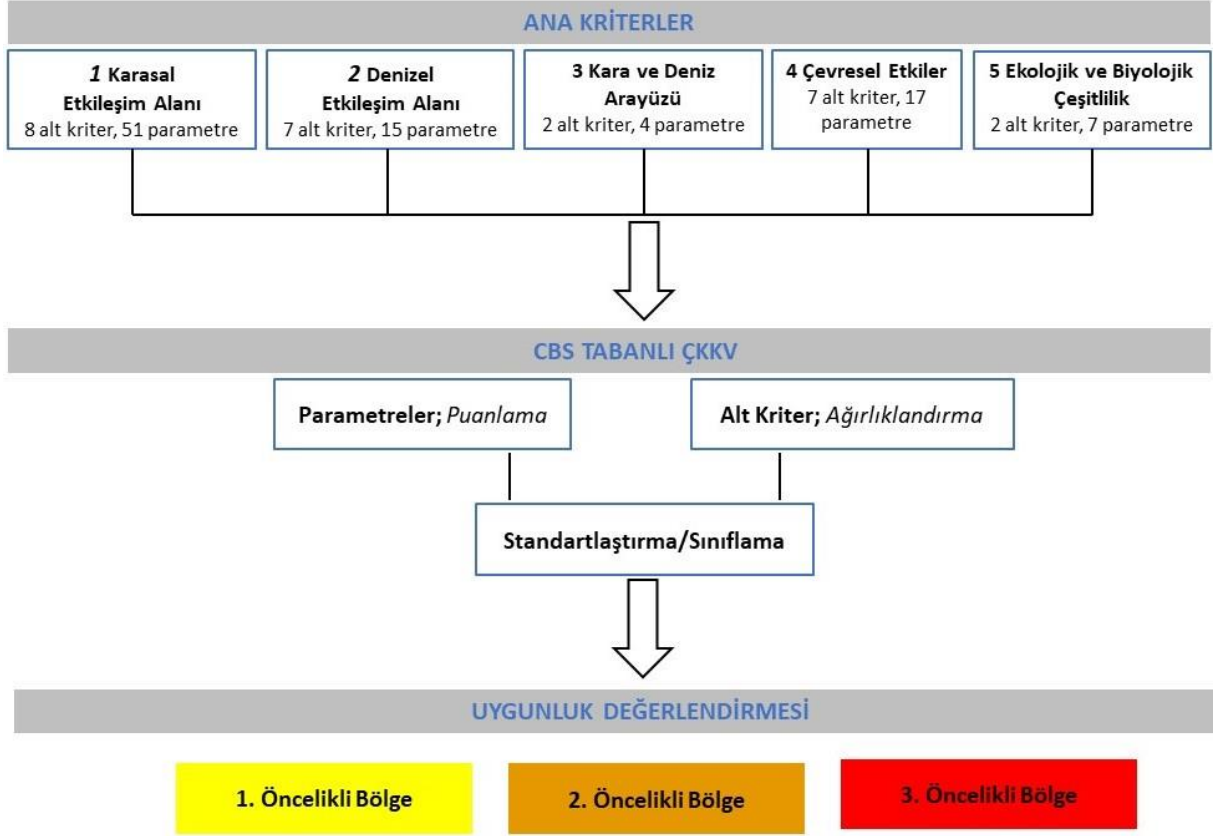 ANA KRİTERLER
1 Karasal
Etkileşim Alanı
8 alt kriter, 51 parametre
2 Denizel
Etkileşim Alanı
7 alt kriter, 15 parametre
3 Kara ve Deniz
Arayüzü
2 alt kriter, 4 parametre
4 Çevresel Etkiler
7 alt kriter, 17
parametre
5 Ekolojik ve Biyolojik
Çeşitlilik
2 alt kriter, 7 parametre
CBS TABANLI ÇKKV
Parametreler; Puanlama
Alt Kriter; Ağırlıklandırma
Standartlaştırma/Sınıflama
UYGUNLUK DEĞERLENDİRMESİ
1. Öncelikli Bölge
2. Öncelikli Bölge
3. Öncelikli Bölge